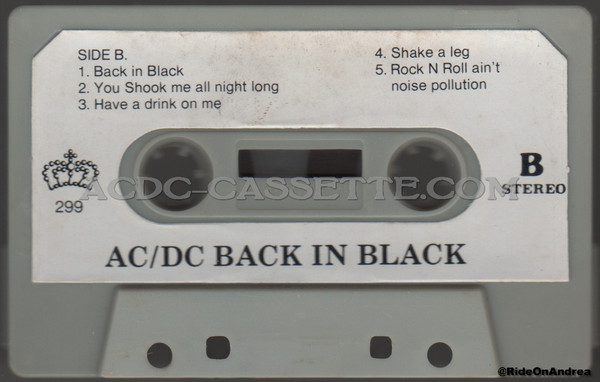 SIDE B.
1. Back in Black
2. You Shook me all night long
3. Have a drink on me
4. Shake a leg
5. Rock N Roll ain't
noise pollution
299
ACDC-CASSETTE.COM
B
STEREO
AC/DC BACK IN BLACK
@RideOnAndrea